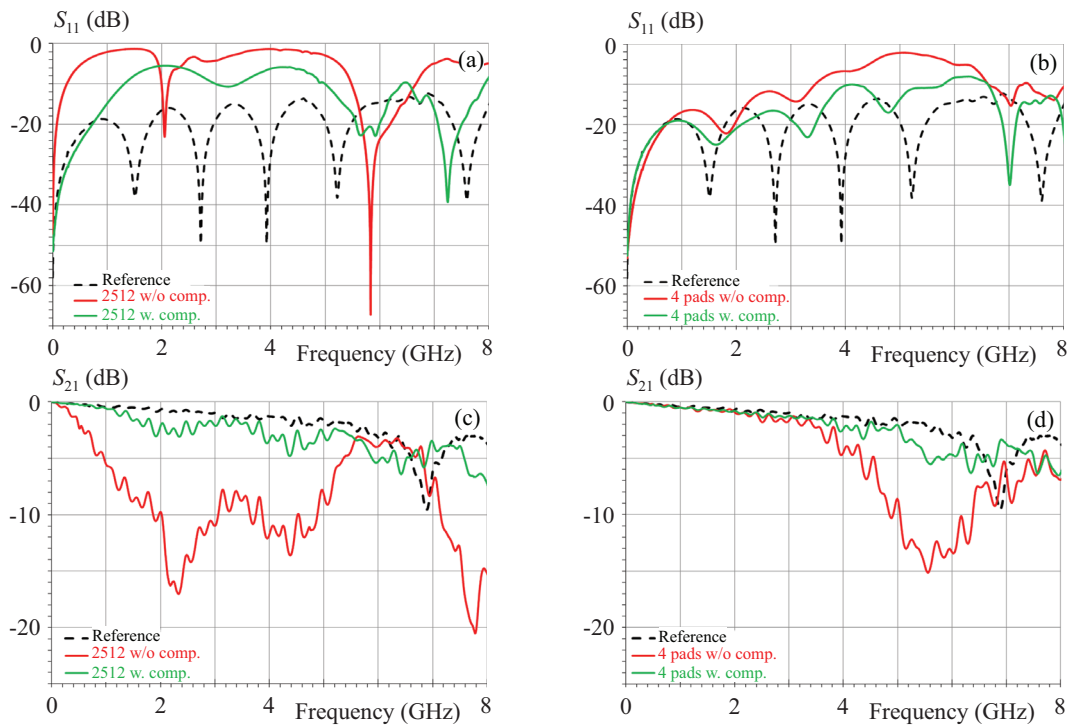 S11 (dB)
0
-20
-40
-60
(a)
Reference
2512 w/o comp.
2512 w. comp.
0
2
4
Frequency (GHz)
8
S11 (dB)
0
-20
-40
-60
(b)
Reference
4 pads w/o comp.
4 pads w. comp.
0
2
4
Frequency (GHz)
8
S21 (dB)
0
-10
-20
(c)
Reference
2512 w/o comp.
2512 w. comp.
0
2
4
6
8
Frequency (GHz)
S21 (dB)
0
-10
-20
(d)
Reference
4 pads w/o comp.
4 pads w. comp.
0
2
4
6
8
Frequency (GHz)